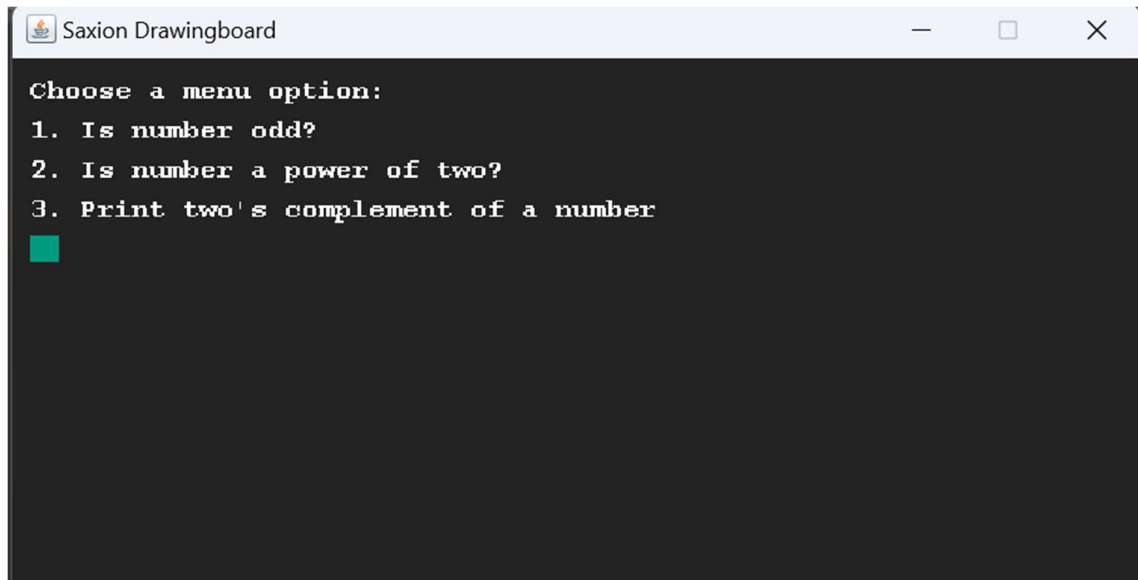 Saxion Drawingboard
Choose a menu option:
1. Is number odd?
2. Is number a power of two?
3. Print two's complement of a number